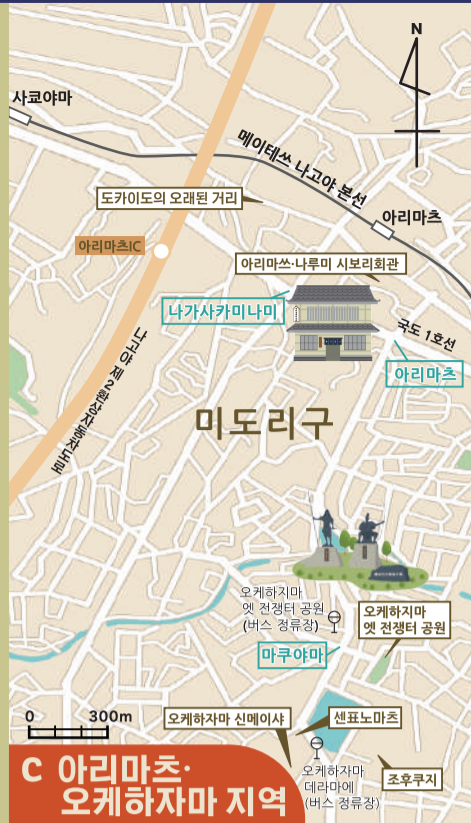 N
사쿄야마
메이테쓰 나고야 본선
도카이도의 오래된 거리
아리마츠
아리마츠IC
아리마쓰·나루미 시보리회관
나가사카미나미
국도 1호선
아리마츠
나고야 제2환상자동차도로
미도리구
오케하지마
엣 전쟁터 공원
(버스 정류장)
오케하지마
엣 전쟁터 공원
마쿠야마
0 300m
오케하자마 신메이샤
센표노마츠
오케하자마
데라마에
(버스 정류장)
조후쿠지
C 아리마츠·
오케하자마 지역